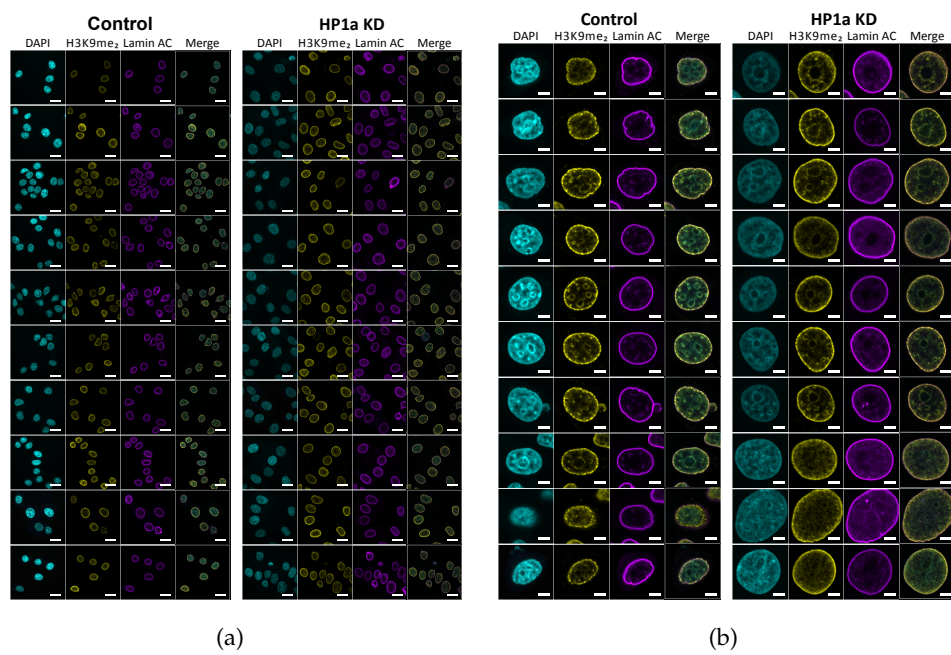 Control HP1a KD
DAPI H3K9me₂ Lamin AC Merge DAPI H3K9me₂ Lamin AC Merge
(a)
Control HP1a KD
DAPI H3K9me₂ Lamin AC Merge DAPI H3K9me₂ Lamin AC Merge
(b)